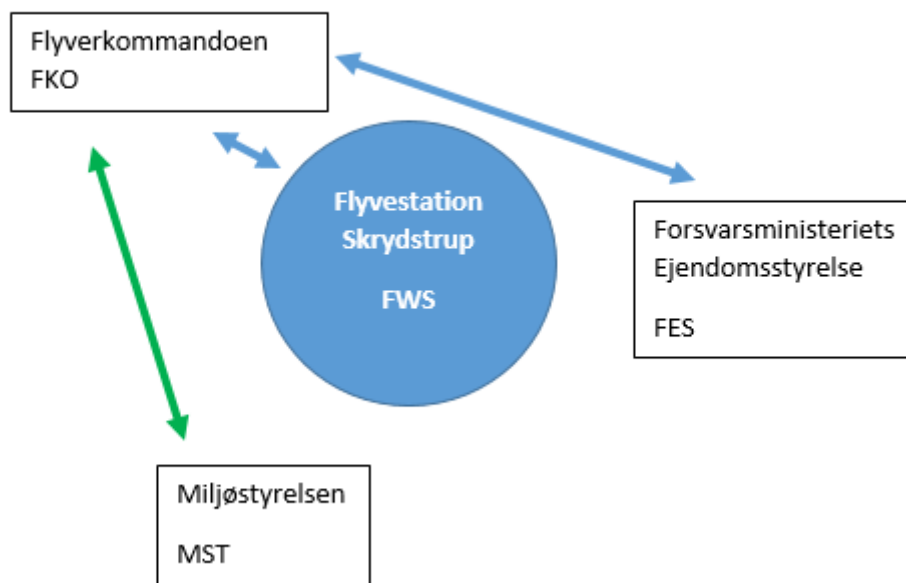 Flyverkommandoen
FKO
Flyvestation
Skrydstrup
FWS
Forsvarsministeriets
Ejendomsstyrelse
FES
Miljøstyrelsen
MST